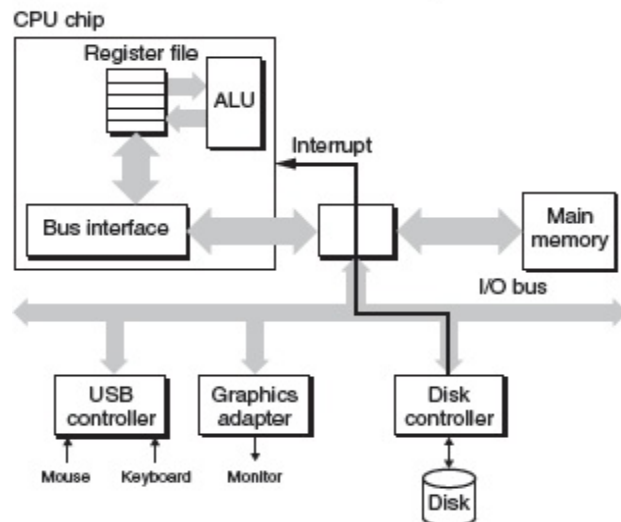 CPU chip
Register file
ALU
Interrupt
Bus interface
Main
memory
I/O bus
USB
controller
Graphics
adapter
Disk
controller
Mouse
Keyboard
Monitor
Disk